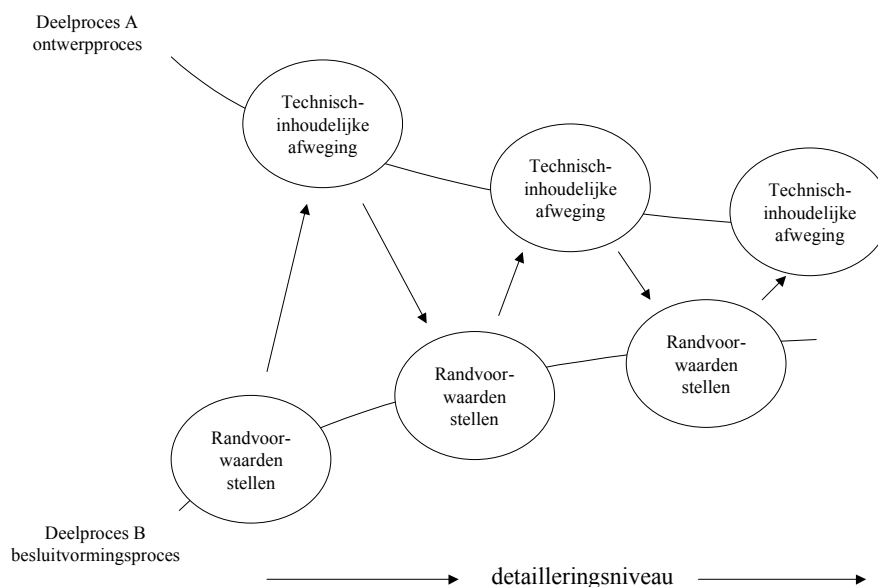 Deelproces A
ontwerpproces
Technisch-
inhoudelijke
afweging
Technisch-
inhoudelijke
afweging
Technisch-
inhoudelijke
afweging
Randvoor-
waarden
stellen
Randvoor-
waarden
stellen
Randvoor-
waarden
stellen
Deelproces B
besluitvormingsproces
detailleringsniveau